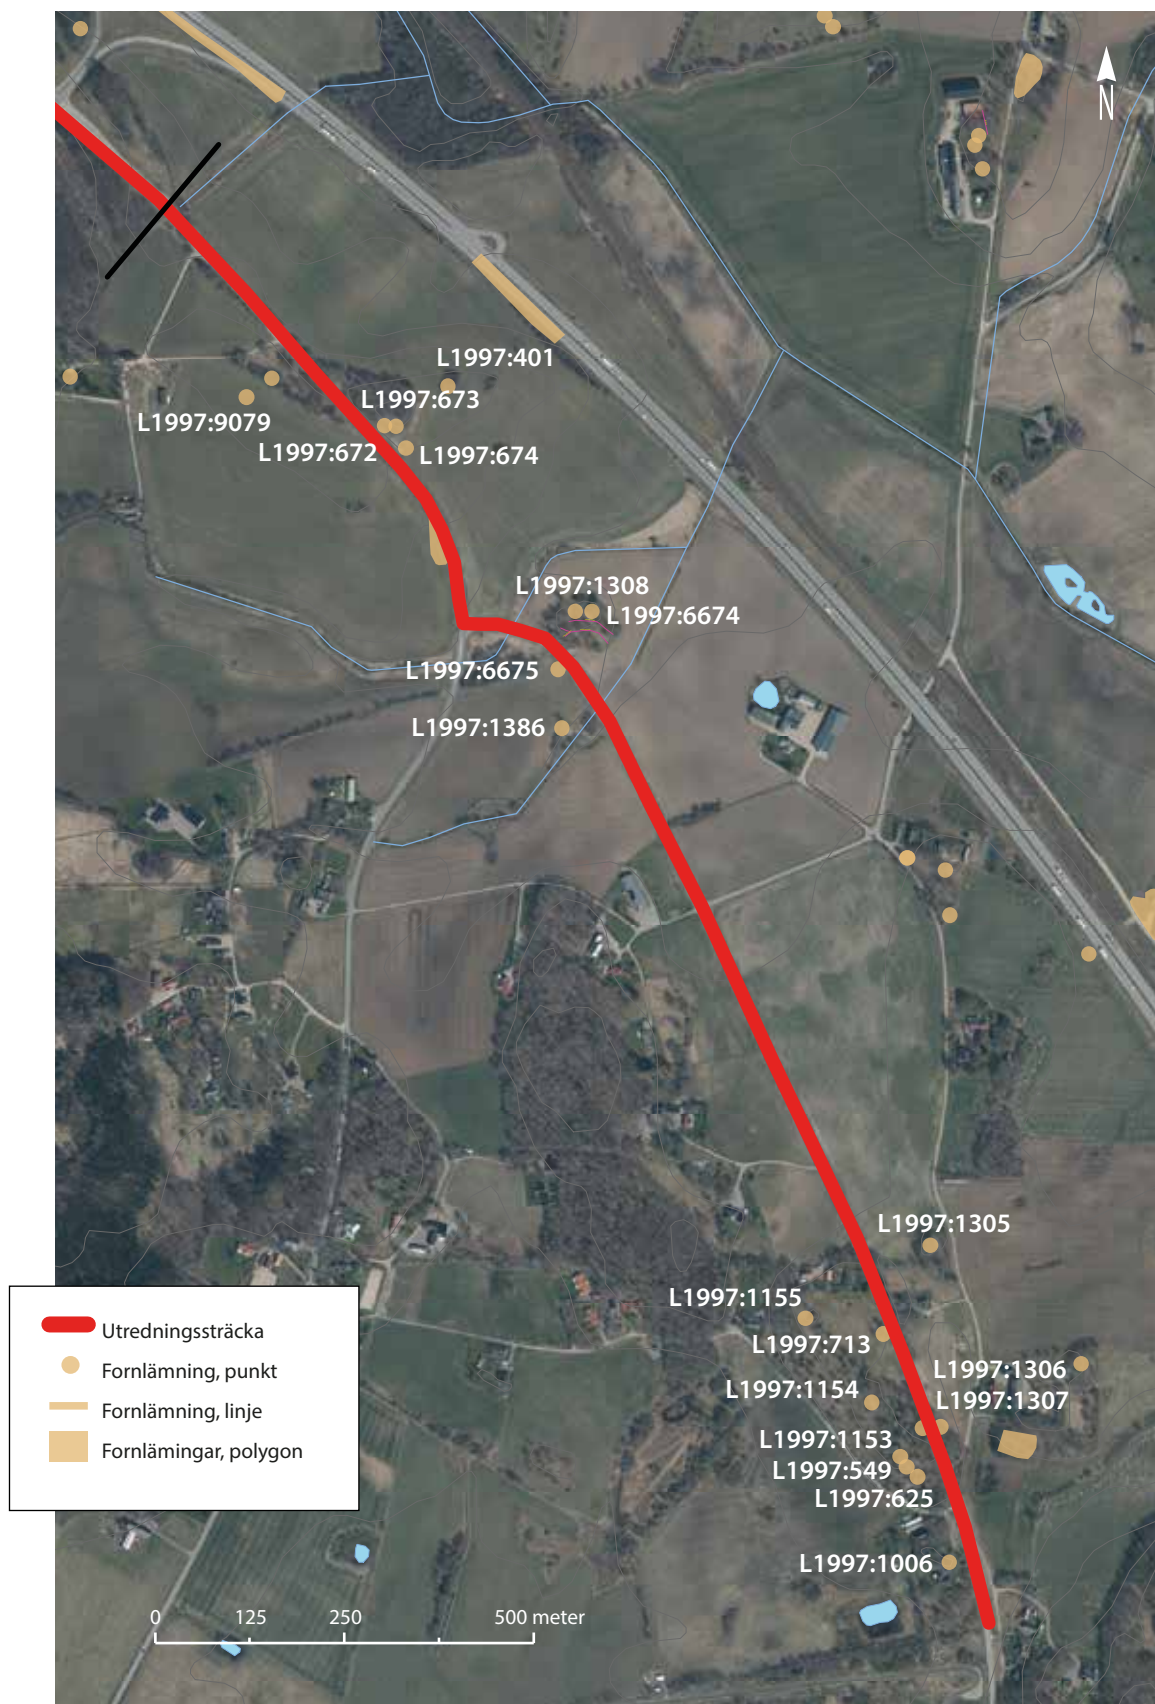 N
L1997:401
L1997:673
L1997:9079
L1997:672
L1997:674
L1997:1308
L1997:6674
L1997:6675
L1997:1386
L1997:1305
L1997:1155
L1997:713
L1997:1306
L1997:1154
L1997:1307
L1997:1153
L1997:549
L1997:625
L1997:1006
Utredningssträcka
Fornlämning, punkt
Fornlämning, linje
Fornlämingar, polygon
0 125 250 500 meter